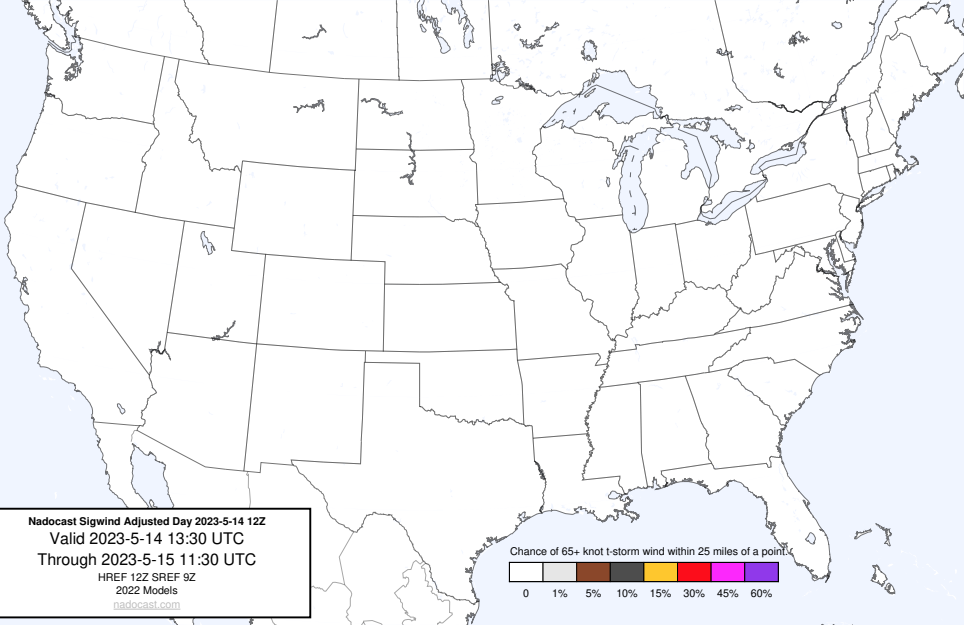 Nadocast Sigwind Adjusted Day 2023-5-14 12Z
Valid 2023-5-14 13:30 UTC
Through 2023-5-15 11:30 UTC
HREF 12Z SREF 9Z
2022 Models
nadocast.com
Chance of 65+ knot t-storm wind within 25 miles of a point.
0 1% 5% 10% 15% 30% 45% 60%